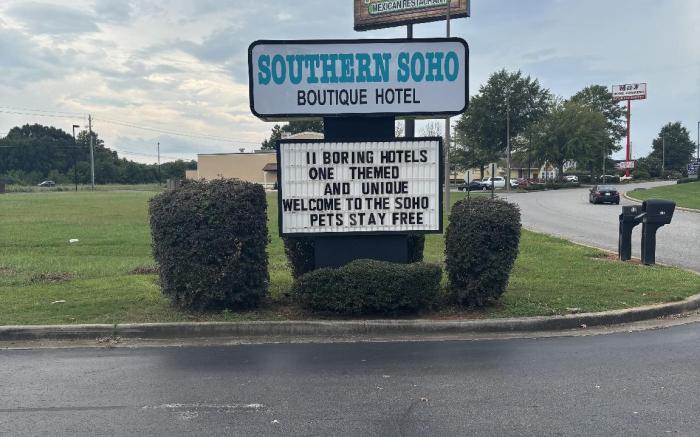 MEXICAN RESTAURANT
SOUTHERN SOHO
BOUTIQUE HOTEL
11 BORING HOTELS
ONE THEMED
AND UNIQUE
WELCOME TO THE SOHO
PETS STAY FREE